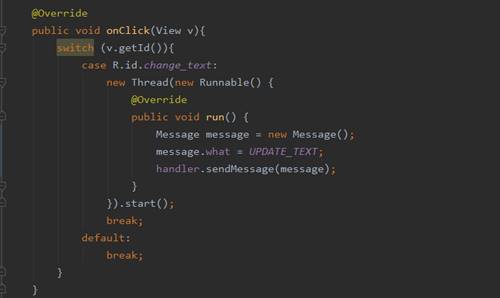 @Override
public void onClick(View v){
    switch (v.getId()){
        case R.id.change_text:
            new Thread(new Runnable() {
                @Override
                public void run() {
                    Message message = new Message();
                    message.what = UPDATE_TEXT;
                    handler.sendMessage(message);
                }
            }).start();
            break;
        default:
            break;
    }
}